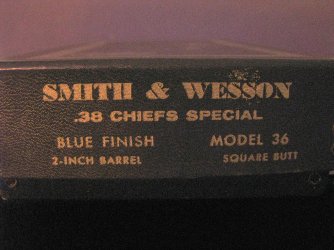 SMITH & WESSON
.38 CHIEFS SPECIAL
BLUE FINISH MODEL 36
2-INCH BARREL SQUARE BUTT